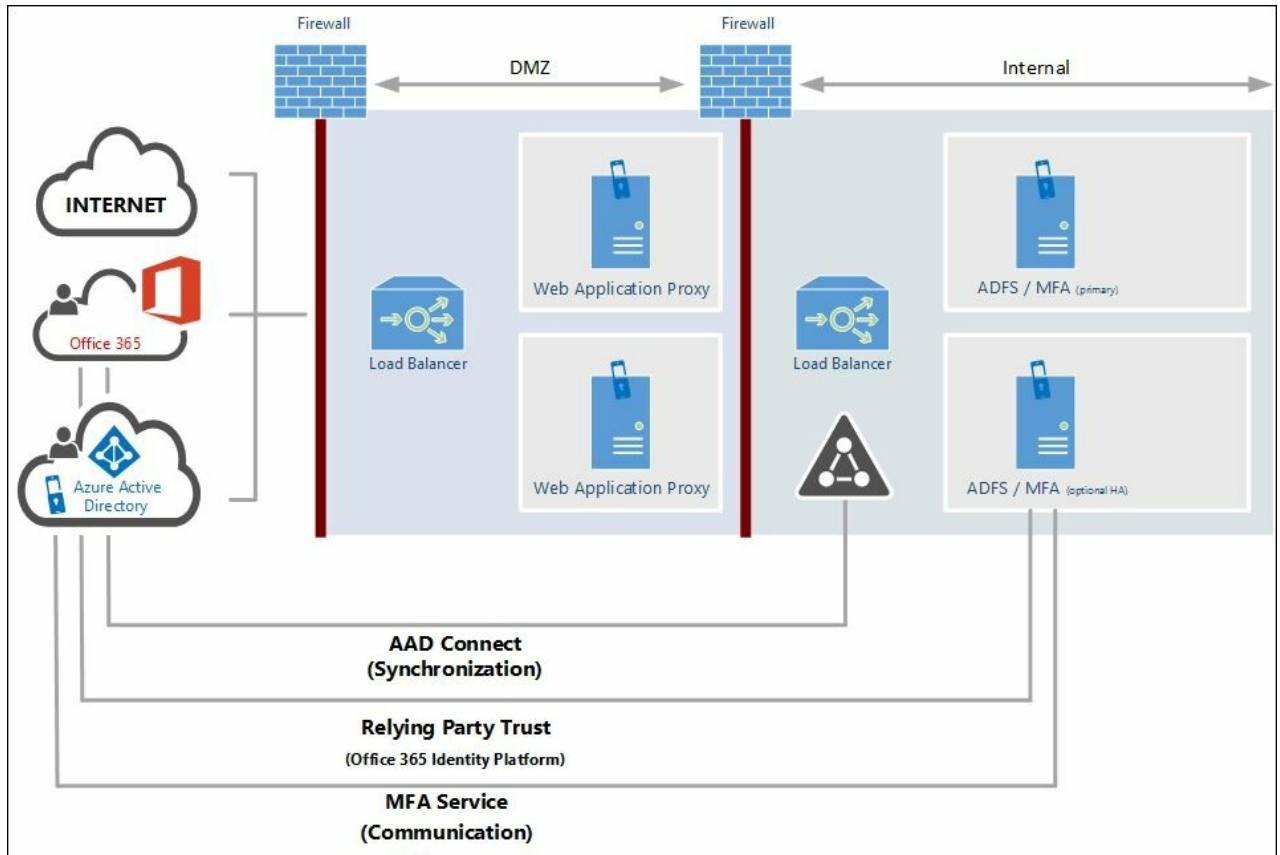 Firewall
Firewall
DMZ
Internal
INTERNET
Web Application Proxy
ADFS / MFA (primary)
Office 365
Load Balancer
Load Balancer
Azure Active
Directory
Web Application Proxy
ADFS / MFA (optional HA)
AAD Connect
(Synchronization)
Relying Party Trust
(Office 365 Identity Platform)
MFA Service
(Communication)